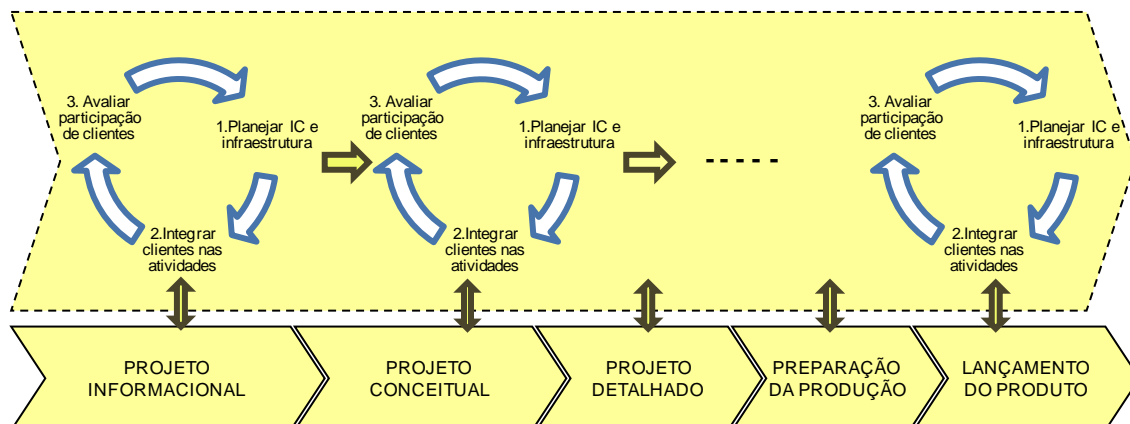 3. Avaliar
participação
de clientes
1.Planejar IC e
infraestrutura
2.Integrar
clientes nas
atividades
3. Avaliar
participação
de clientes
1.Planejar IC e
infraestrutura
2.Integrar
clientes nas
atividades
-----
3. Avaliar
participação
de clientes
1.Planejar IC e
infraestrutura
2.Integrar
clientes nas
atividades
PROJETO
INFORMACIONAL
PROJETO
CONCEITUAL
PROJETO
DETALHADO
PREPARAÇÃO
DA PRODUÇÃO
LANÇAMENTO
DO PRODUTO